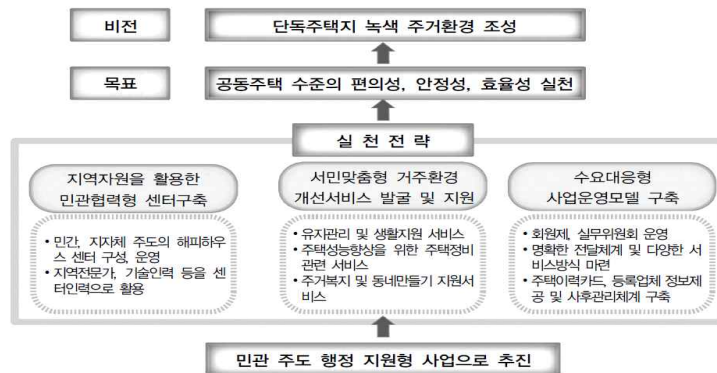 비전
단독주택지 녹색 주거환경 조성
목표
공동주택 수준의 편의성, 안정성, 효율성 실천
실 천 전 략
지역자원을 활용한
민관협력형 센터구축
• 민간, 지자체 주도의 해피하우
스 센터 구성, 운영
• 지역전문가, 기술인력 등을 센
터인력으로 활용
서민맞춤형 거주환경
개선서비스 발굴 및 지원
• 유지관리 및 생활지원 서비스
• 주택성능향상을 위한 주택정비
관련 서비스
• 주거복지 및 동네만들기 지원서
비스
수요대응형
사업운영모델 구축
• 회원제, 실무위원회 운영
• 명확한 전달체계 및 다양한 서
비스방식 마련
• 주택이력카드, 등록업체 정보제
공 및 사후관리체계 구축
민관 주도 행정 지원형 사업으로 추진